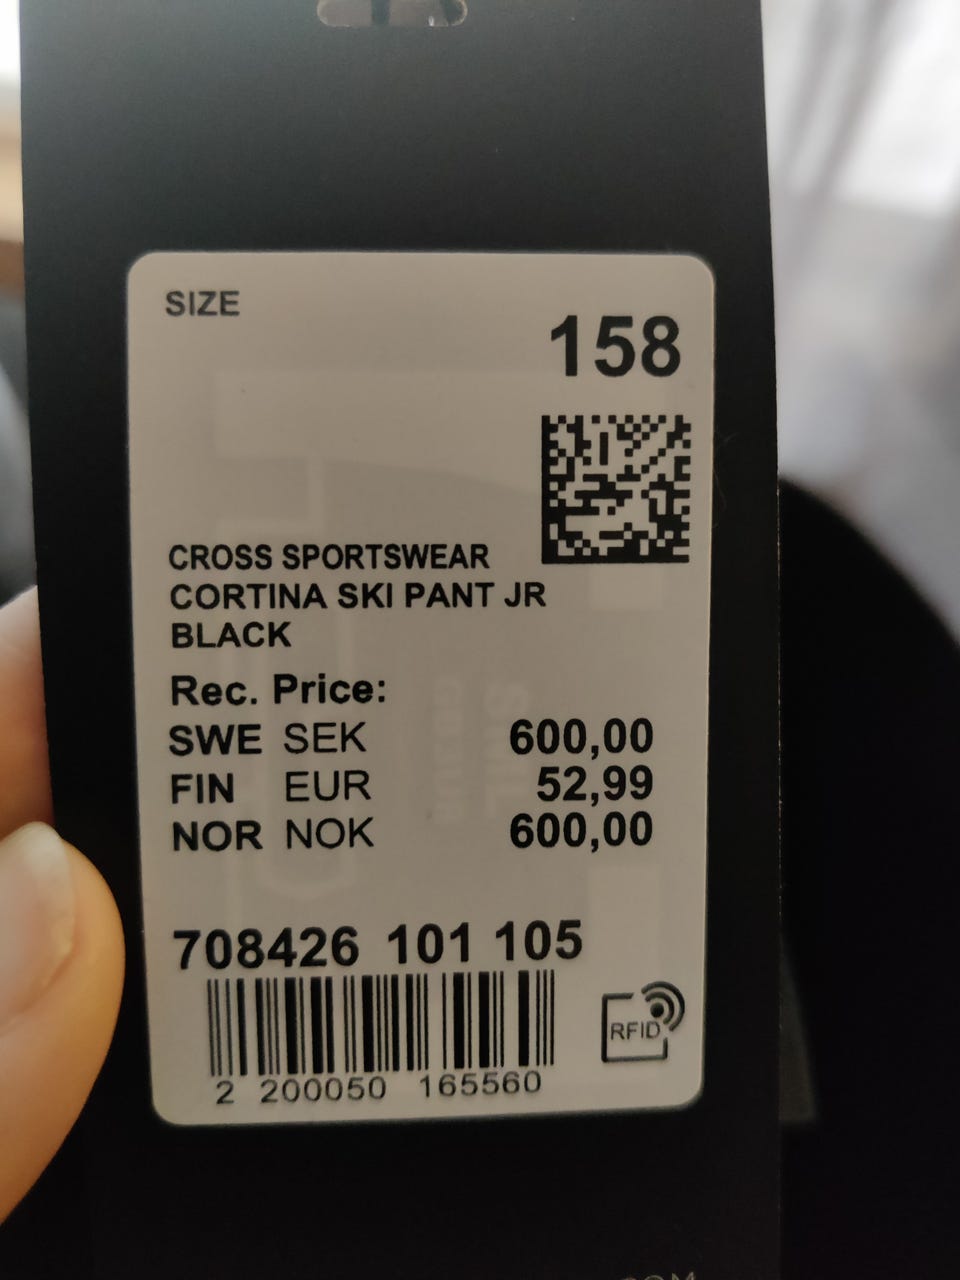 SIZE
158
CROSS SPORTSWEAR
CORTINA SKI PANT JR
BLACK
Rec. Price:
SWE SEK 600,00
FIN EUR 52,99
NOR NOK 600,00
708426 101 105
2 200050 165560
RFID